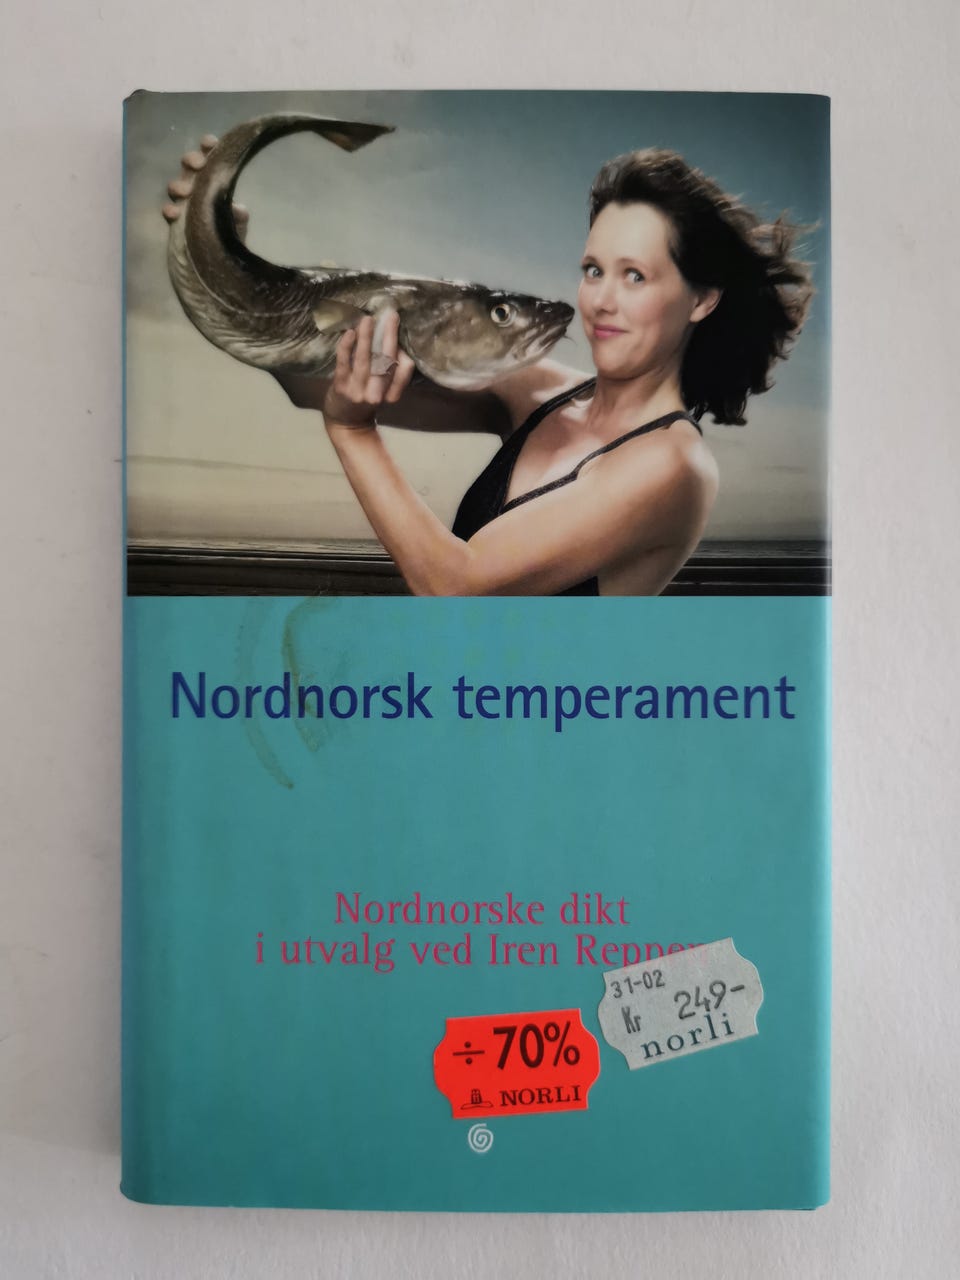 Nordnorsk temperament
Nordnorske dikt
i utvalg ved Iren Reppen
31-02
Kr 249-
norli
÷ 70%
NORLI